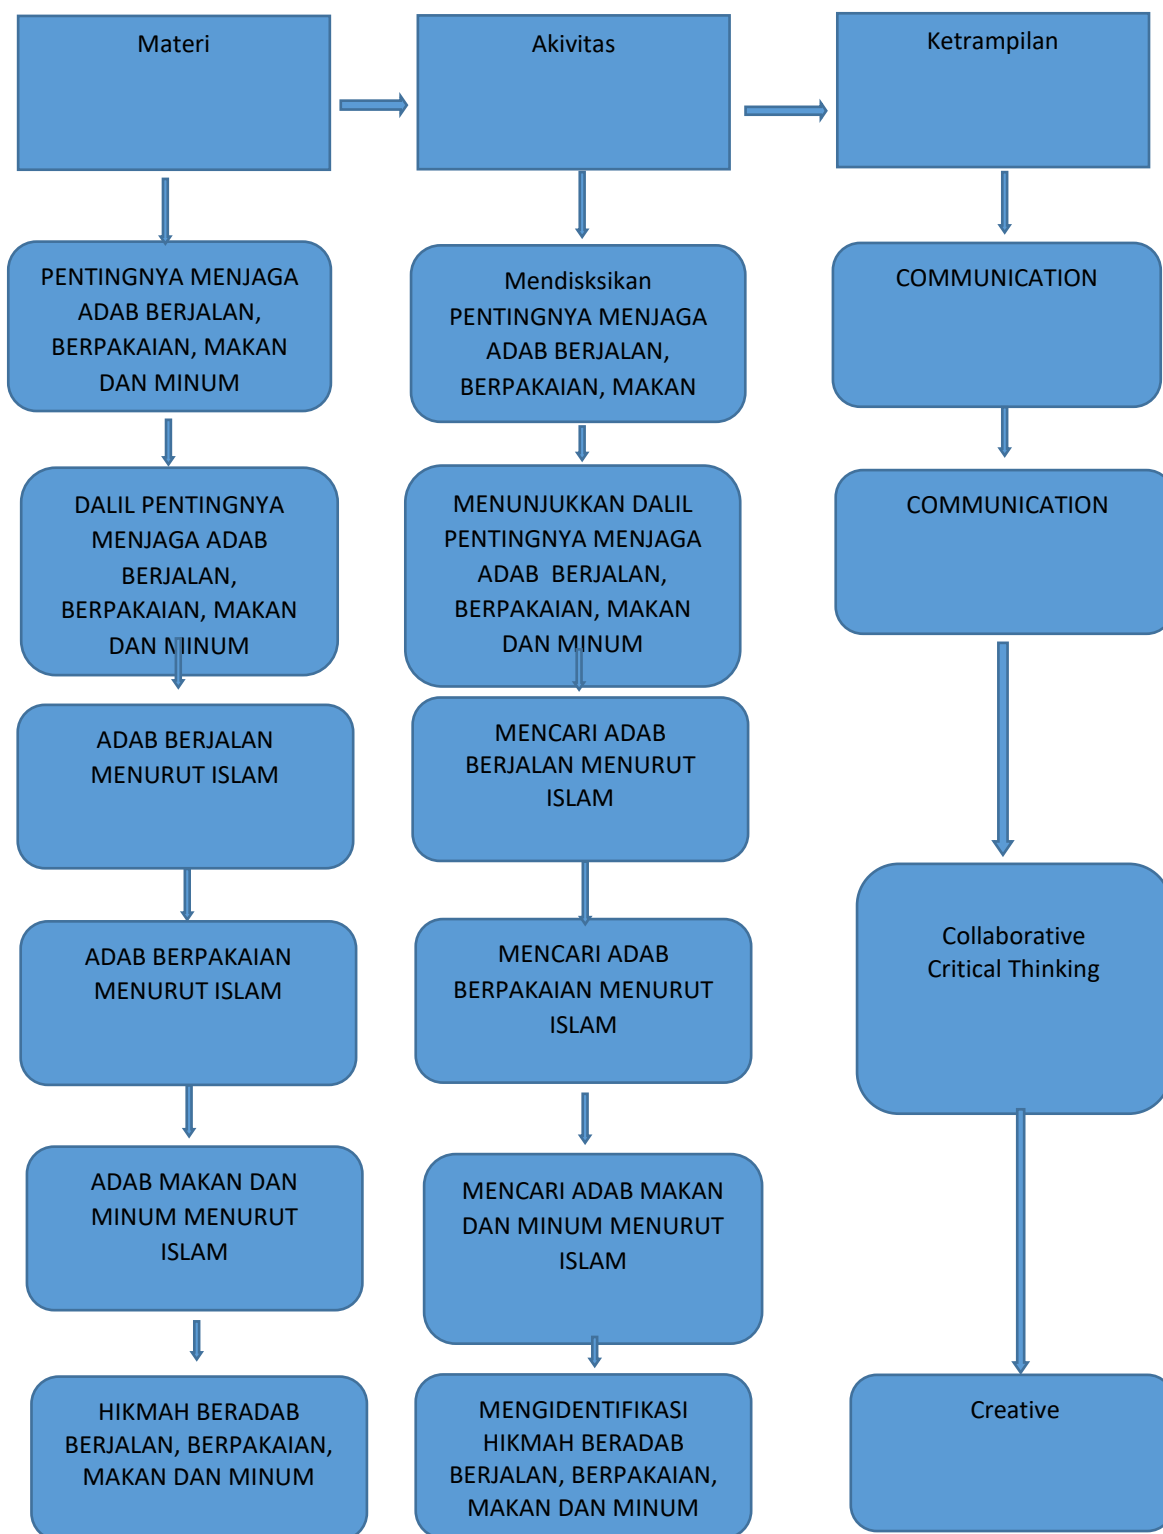 Materi
Akivitas
Ketrampilan
PENTINGNYA MENJAGA
ADAB BERJALAN,
BERPAKAIAN, MAKAN
DAN MINUM
Mendisksikan
PENTINGNYA MENJAGA
ADAB BERJALAN,
BERPAKAIAN, MAKAN
COMMUNICATION
DALIL PENTINGNYA
MENJAGA ADAB
BERJALAN,
BERPAKAIAN, MAKAN
DAN MINUM
MENUNJUKKAN DALIL
PENTINGNYA MENJAGA
ADAB BERJALAN,
BERPAKAIAN, MAKAN
DAN MINUM
COMMUNICATION
ADAB BERJALAN
MENURUT ISLAM
MENCARI ADAB
BERJALAN MENURUT
ISLAM
ADAB BERPAKAIAN
MENURUT ISLAM
MENCARI ADAB
BERPAKAIAN MENURUT
ISLAM
Collaborative
Critical Thinking
ADAB MAKAN DAN
MINUM MENURUT
ISLAM
MENCARI ADAB MAKAN
DAN MINUM MENURUT
ISLAM
HIKMAH BERADAB
BERJALAN, BERPAKAIAN,
MAKAN DAN MINUM
MENGIDENTIFIKASI
HIKMAH BERADAB
BERJALAN, BERPAKAIAN,
MAKAN DAN MINUM
Creative